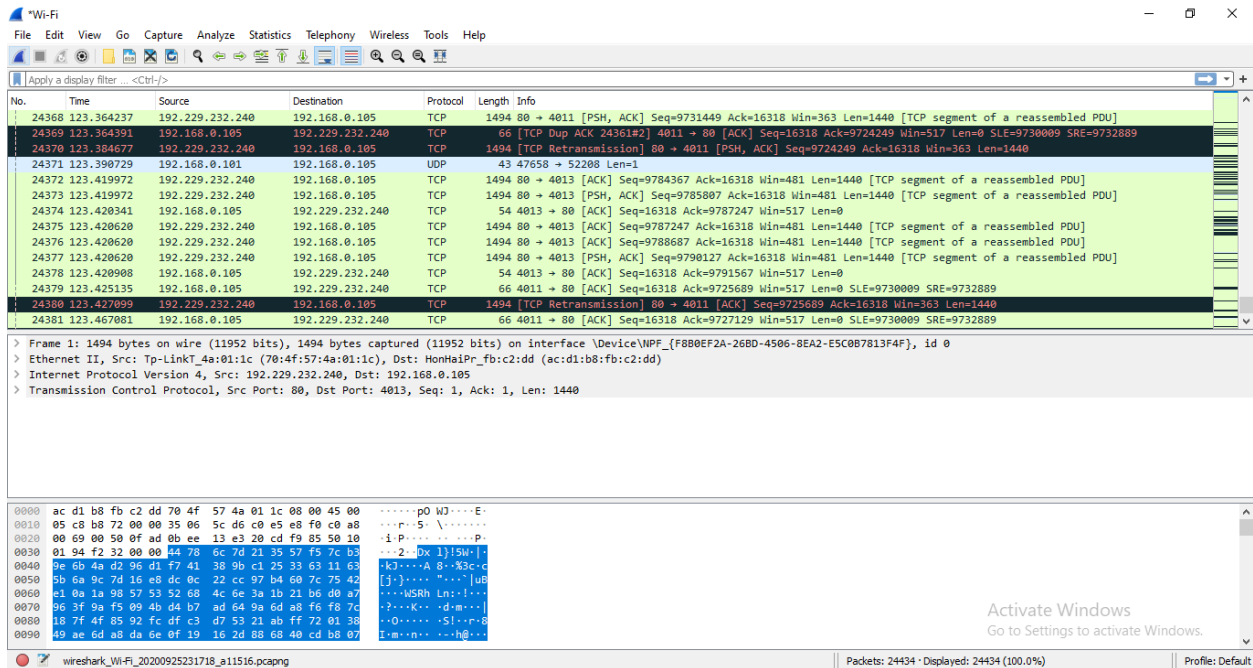 *Wi-Fi
File Edit View Go Capture Analyze Statistics Telephony Wireless Tools Help
Apply a display filter ... <Ctrl-/>
No. Time Source Destination Protocol Length Info
24368 123.364237 192.229.232.240 192.168.0.105 TCP 1494 80 → 4011 [PSH, ACK] Seq=9731449 Ack=16318 Win=363 Len=1440 [TCP segment of a reassembled PDU]
24369 123.364391 192.168.0.105 192.229.232.240 TCP 66 [TCP Dup ACK 24361#2] 4011 → 80 [ACK] Seq=16318 Ack=9724249 Win=517 Len=0 SLE=9730009 SRE=9732889
24370 123.384677 192.229.232.240 192.168.0.105 TCP 1494 [TCP Retransmission] 80 → 4011 [PSH, ACK] Seq=9724249 Ack=16318 Win=363 Len=1440
24371 123.390729 192.168.0.101 192.168.0.105 UDP 43 47658 → 52208 Len=1
24372 123.419972 192.229.232.240 192.168.0.105 TCP 1494 80 → 4013 [ACK] Seq=9784367 Ack=16318 Win=481 Len=1440 [TCP segment of a reassembled PDU]
24373 123.419972 192.229.232.240 192.168.0.105 TCP 1494 80 → 4013 [PSH, ACK] Seq=9785807 Ack=16318 Win=481 Len=1440 [TCP segment of a reassembled PDU]
24374 123.420341 192.168.0.105 192.229.232.240 TCP 54 4013 → 80 [ACK] Seq=16318 Ack=9787247 Win=517 Len=0
24375 123.420620 192.229.232.240 192.168.0.105 TCP 1494 80 → 4013 [ACK] Seq=9787247 Ack=16318 Win=481 Len=1440 [TCP segment of a reassembled PDU]
24376 123.420620 192.229.232.240 192.168.0.105 TCP 1494 80 → 4013 [ACK] Seq=9788687 Ack=16318 Win=481 Len=1440 [TCP segment of a reassembled PDU]
24377 123.420620 192.229.232.240 192.168.0.105 TCP 1494 80 → 4013 [PSH, ACK] Seq=9790127 Ack=16318 Win=481 Len=1440 [TCP segment of a reassembled PDU]
24378 123.420908 192.168.0.105 192.229.232.240 TCP 54 4013 → 80 [ACK] Seq=16318 Ack=9791567 Win=517 Len=0
24379 123.425135 192.168.0.105 192.229.232.240 TCP 66 4011 → 80 [ACK] Seq=16318 Ack=9725689 Win=517 Len=0 SLE=9730009 SRE=9732889
24380 123.427099 192.229.232.240 192.168.0.105 TCP 1494 [TCP Retransmission] 80 → 4011 [ACK] Seq=9725689 Ack=16318 Win=363 Len=1440
24381 123.467081 192.168.0.105 192.229.232.240 TCP 66 4011 → 80 [ACK] Seq=16318 Ack=9727129 Win=517 Len=0 SLE=9730009 SRE=9732889
> Frame 1: 1494 bytes on wire (11952 bits), 1494 bytes captured (11952 bits) on interface \Device\NPF_{F8B0EF2A-26BD-4506-8EA2-E5C0B7813F4F}, id 0
> Ethernet II, Src: Tp-LinkT_4a:01:1c (70:4f:57:4a:01:1c), Dst: HonHaiPr_fb:c2:dd (ac:d1:b8:fb:c2:dd)
> Internet Protocol Version 4, Src: 192.229.232.240, Dst: 192.168.0.105
> Transmission Control Protocol, Src Port: 80, Dst Port: 4013, Seq: 1, Ack: 1, Len: 1440
0000 ac d1 b8 fb c2 dd 70 4f 57 4a 01 1c 08 00 45 00 ······pO WJ····E·
0010 05 c8 b8 72 00 00 35 06 5c d6 c0 e5 e8 f0 c0 a8 ···r··5· \·······
0020 00 69 00 50 0f ad 0b ee 13 e3 20 cd f9 85 50 10 ·i·P···· ·· ···P·
0030 01 94 f2 32 00 00 44 78 6c 7d 21 35 57 f5 7c b3 ···2··Dx l}!5W·|·
0040 9e 6b 4a d2 96 d1 f7 41 38 9b c1 25 33 63 11 63 ·kJ····A 8··%3c·c
0050 5b 6a 9c 7d 16 e8 dc 0c 22 cc 97 b4 60 7c 75 42 [j·}···· "···`|uB
0060 e1 0a 1a 98 57 53 52 68 4c 6e 3a 1b 21 b6 d0 a7 ····WSRh Ln:·!···
0070 96 3f 9a f5 09 4b d4 b7 ad 64 9a 6d a8 f6 f8 7c ·?···K·· ·d·m···|
0080 18 7f 4f 85 92 fc df c3 d7 53 21 ab ff 72 01 38 ··O····· ·S!··r·8
0090 49 ae 6d a8 da 6e 0f 19 16 2d 88 68 40 cd b8 07 I·m··n·· ·-·h@···
Activate Windows
Go to Settings to activate Windows.
wireshark_Wi-Fi_20200925231718_a11516.pcapng Packets: 24434 · Displayed: 24434 (100.0%) Profile: Default